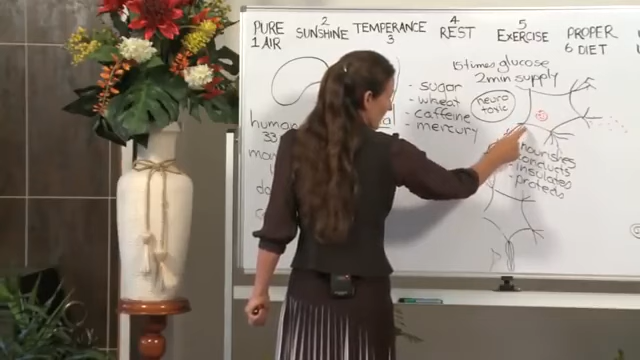 PURE 2 SUNSHINE TEMPERANCE 4 REST 5 EXERCISE PROPER
1 AIR 3 6 DIET
15 times glucose
2 min supply
- sugar
- wheat
- caffeine
- mercury
neuro
toxic
human
33
nourishes
conducts
- insulates
- protects